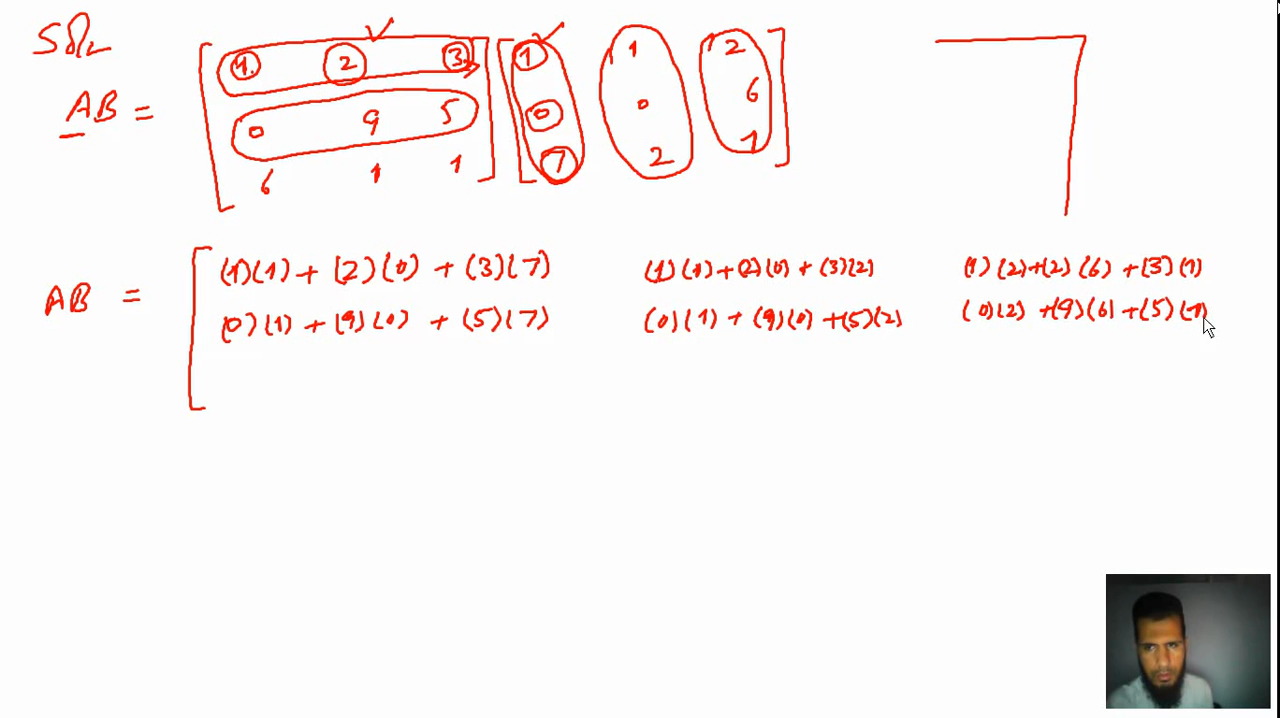 Sol
AB = [ 1 2 3 ] [ 1 1 2 ]
0 9 5 0 0 6
6 1 1 7 2 1
AB = [ (1)(1) + (2)(0) + (3)(7) (1)(1) + (2)(0) + (3)(2) (1)(2) + (2)(6) + (3)(1)
(0)(1) + (9)(0) + (5)(7) (0)(1) + (9)(0) + (5)(2) (0)(2) + (9)(6) + (5)(1)